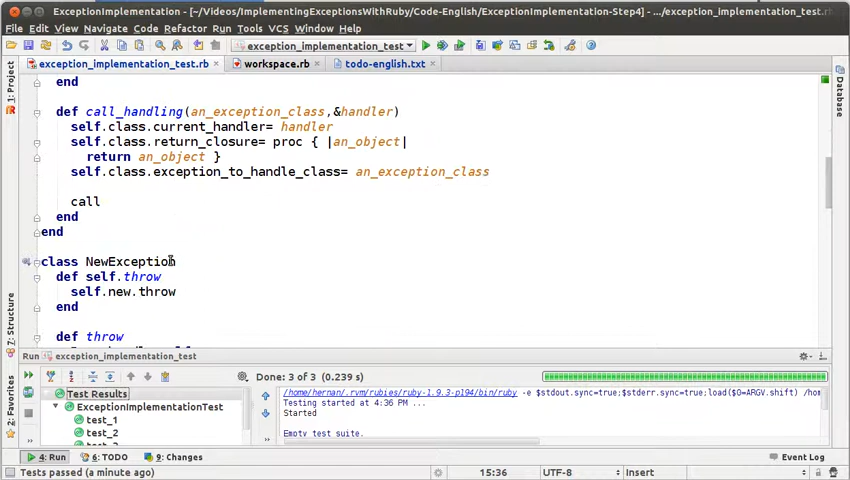 ExceptionImplementation - [~/Videos/ImplementingExceptionsWithRuby/Code-English/ExceptionImplementation-Step4] - .../exception_implementation_test.rb
File Edit View Navigate Code Refactor Run Tools VCS Window Help
exception_implementation_test
exception_implementation_test.rb workspace.rb todo-english.txt
1: Project
Database
end
def call_handling(an_exception_class,&handler)
self.class.current_handler= handler
self.class.return_closure= proc { |an_object|
return an_object }
self.class.exception_to_handle_class= an_exception_class
call
end
end
class NewException
def self.throw
self.new.throw
end
def throw
7: Structure
2: Favorites
Run exception_implementation_test
Done: 3 of 3 (0.239 s)
Test Results
ExceptionImplementationTest
test_1
test_2
/home/hernan/.rvm/rubies/ruby-1.9.3-p194/bin/ruby -e $stdout.sync=true;$stderr.sync=true;load($0=ARGV.shift) /hom
Testing started at 4:36 PM ...
Started
Empty test suite.
4: Run 6: TODO 9: Changes Event Log
Tests passed (a minute ago) 15:36 UTF-8 Insert